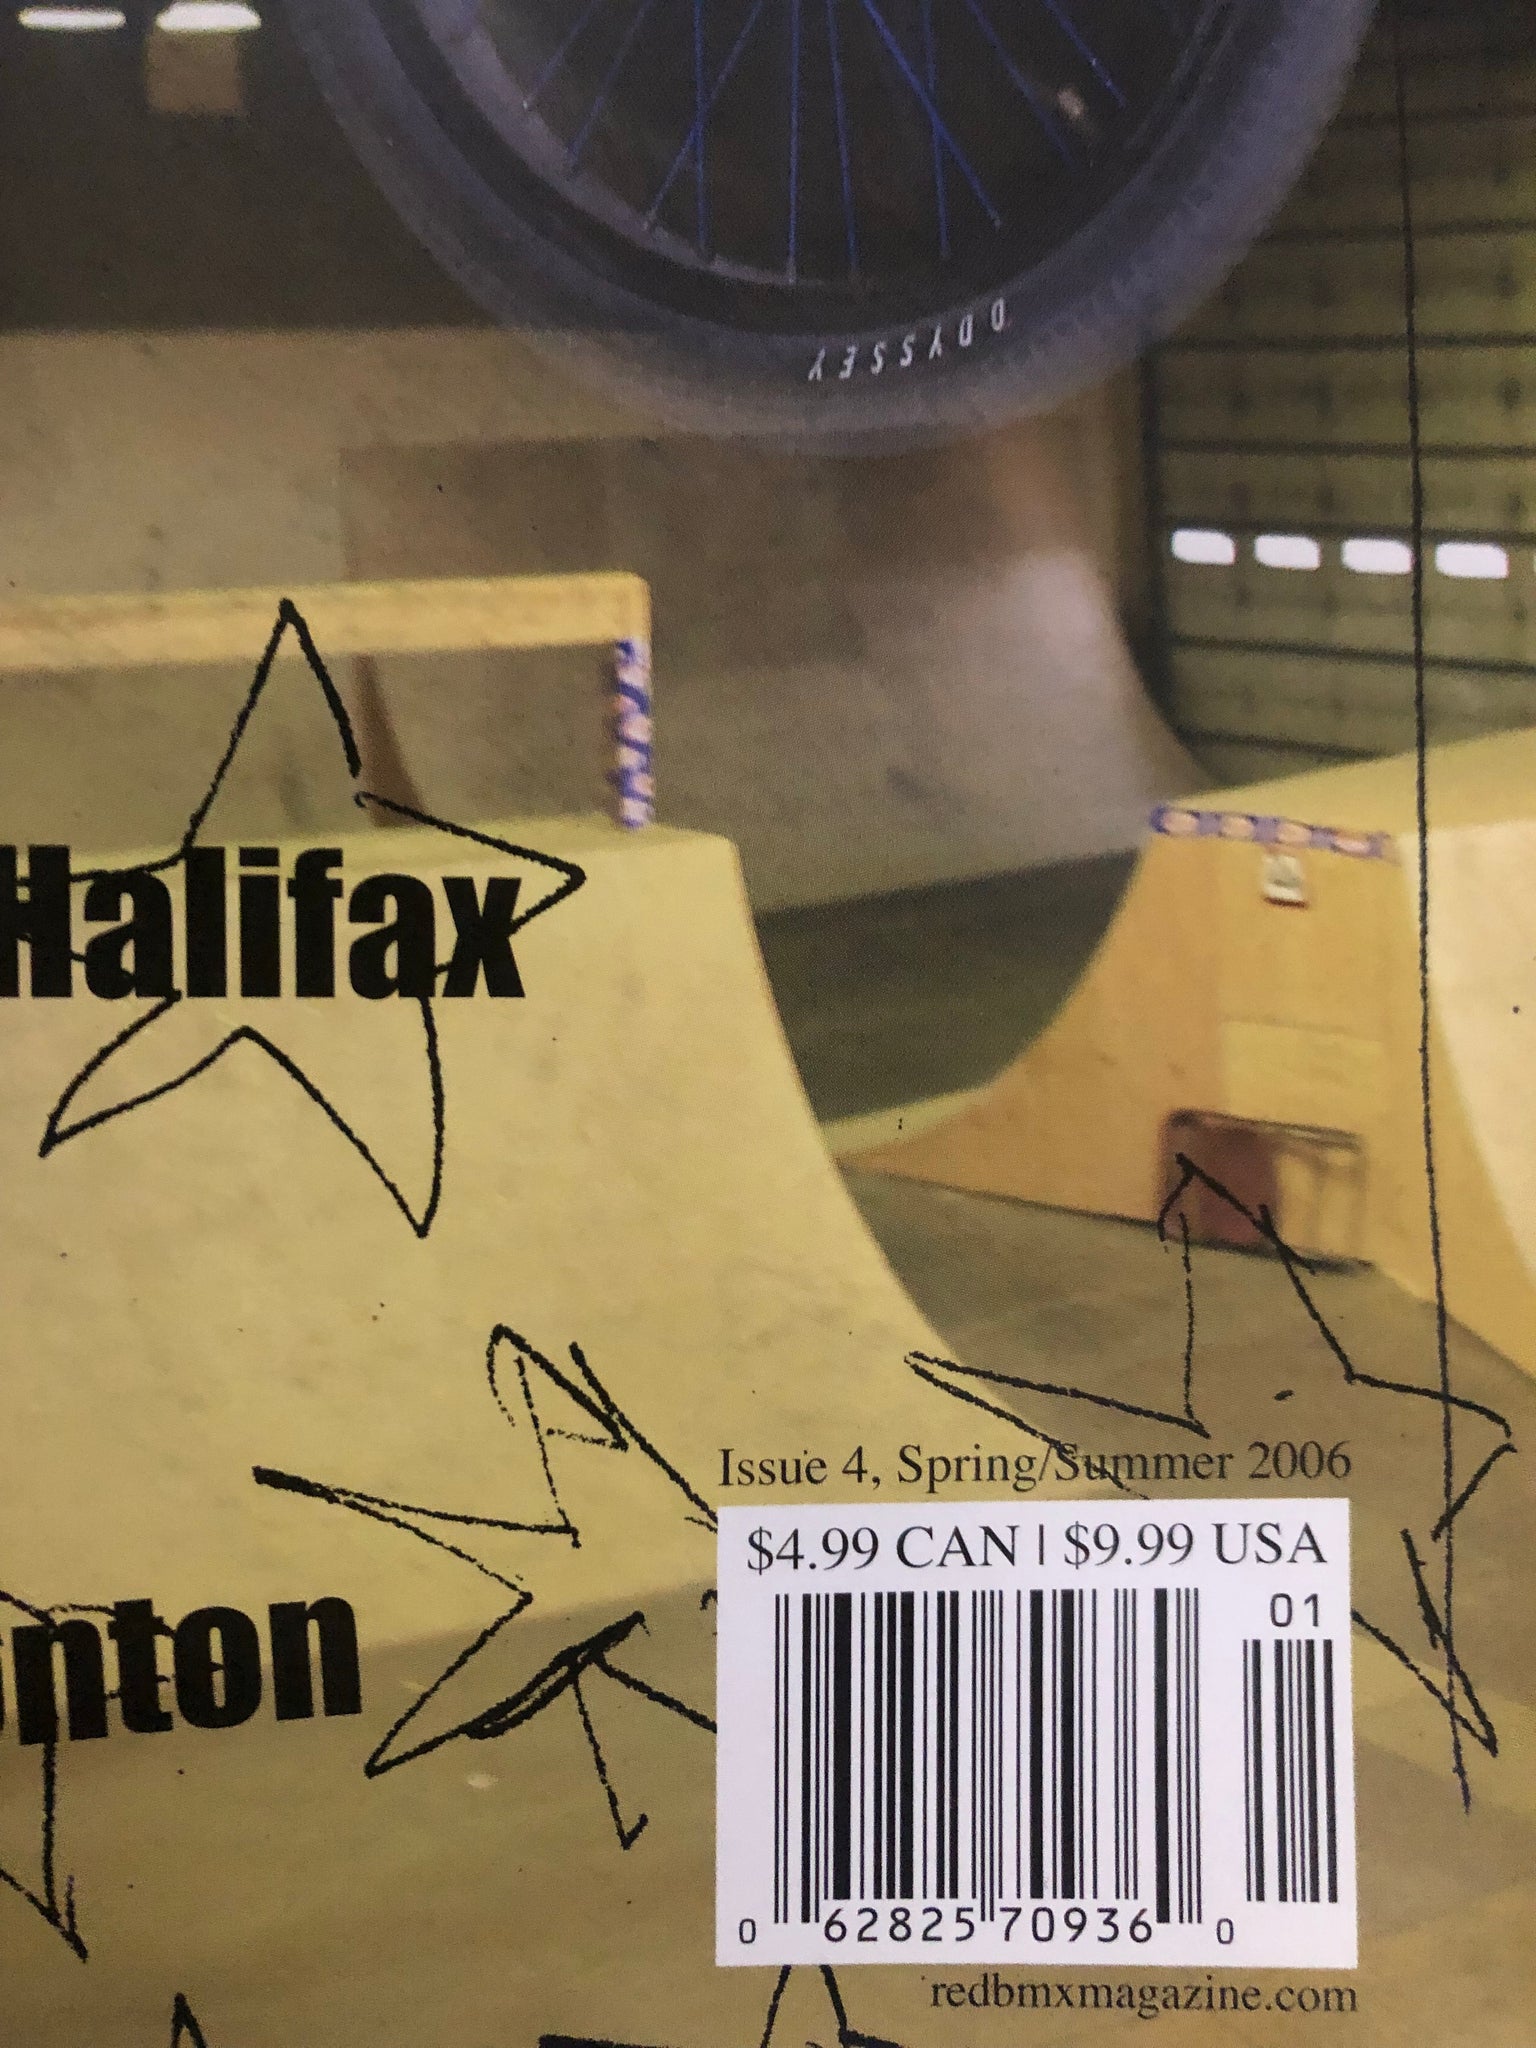 ODYSSEY
Halifax
Issue 4, Spring/Summer 2006
$4.99 CAN | $9.99 USA
01
nton
0 62825 70936 0
redbmxmagazine.com